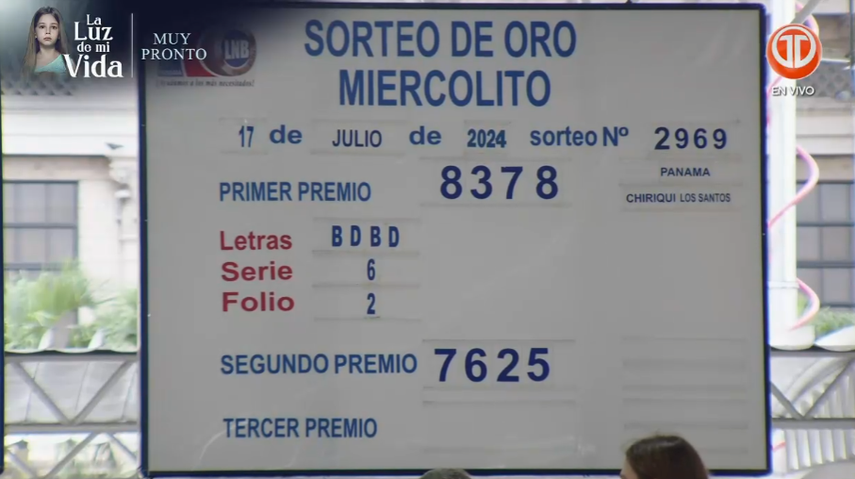 La
Luz
de mi
Vida
MUY
PRONTO
LNB
SORTEO DE ORO
MIERCOLITO
17 de JULIO de 2024 sorteo Nº 2969
PRIMER PREMIO 8378
PANAMA
CHIRIQUI LOS SANTOS
Letras BDBD
Serie 6
Folio 2
SEGUNDO PREMIO 7625
TERCER PREMIO
EN VIVO